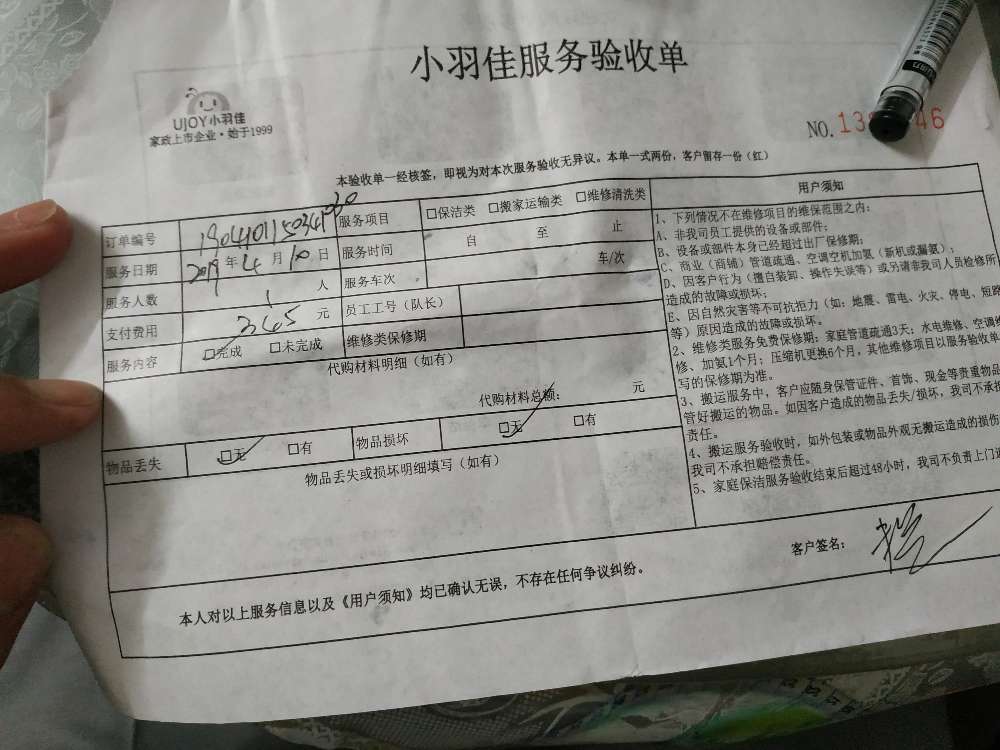 小羽佳服务验收单
UJOY小羽佳
家政上市企业·始于1999
NO.13 46
本验收单一经核签，即视为对本次服务验收无异议。本单一式两份，客户留存一份（红）
订单编号 服务项目 □保洁类 □搬家运输类 □维修清洗类
服务日期 2019 年 4 月 10 日 服务时间 自 至 止
服务人数 1 人 服务车次 车/次
支付费用 345 元 员工工号（队长）
服务内容 □完成 □未完成 维修类保修期
代购材料明细（如有）
代购材料总额： 元
物品丢失 □无 □有 物品损坏 □无 □有
物品丢失或损坏明细填写（如有）
用户须知
1、下列情况不在维修项目的维保范围之内：
A、非我司员工提供的设备或部件；
B、设备或部件本身已经超过出厂保修期；
C、商业（商铺）管道疏通、空调空机加氨（新机或漏氨）；
D、因客户行为（擅自装卸、操作失误等）或另请非我司人员检修所
造成的故障或损坏；
E、因自然灾害等不可抗拒力（如：地震、雷电、火灾、停电、短路
等）原因造成的故障或损坏。
2、维修类服务免费保修期：家庭管道疏通3天；水电维修、空调维
修、加氨1个月；压缩机更换6个月，其他维修项目以服务验收单
写的保修期为准。
3、搬运服务中，客户应随身保管证件、首饰、现金等贵重物品
管好搬运的物品。如因客户造成的物品丢失/损坏，我司不承担
责任。
4、搬运服务验收时，如外包装或物品外观无搬运造成的损伤
我司不承担赔偿责任。
5、家庭保洁服务验收结束后超过48小时，我司不负责上门返
客户签名：
本人对以上服务信息以及《用户须知》均已确认无误，不存在任何争议纠纷。